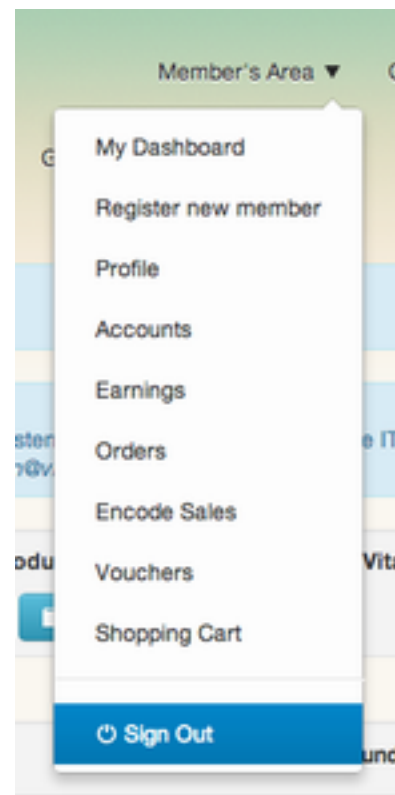 Member's Area ▼
My Dashboard
Register new member
Profile
Accounts
Earnings
Orders
Encode Sales
Vouchers
Shopping Cart
Sign Out